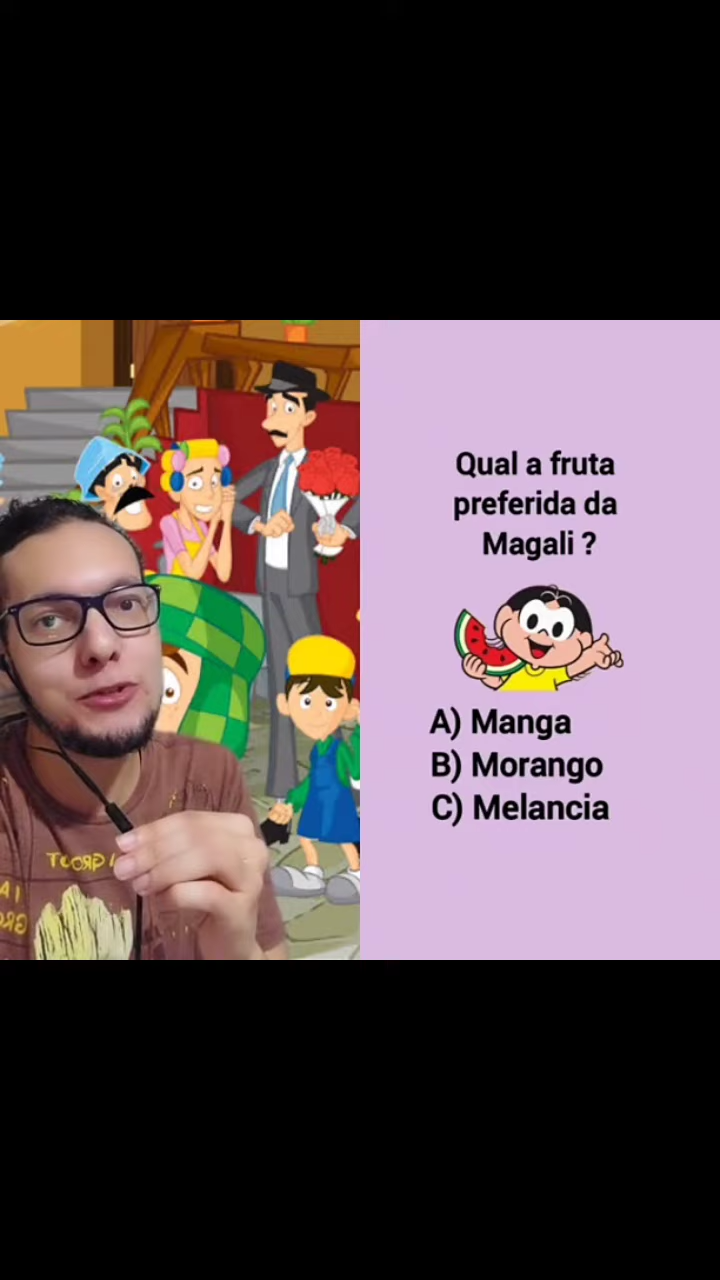 Qual a fruta
preferida da
Magali ?
A) Manga
B) Morango
C) Melancia